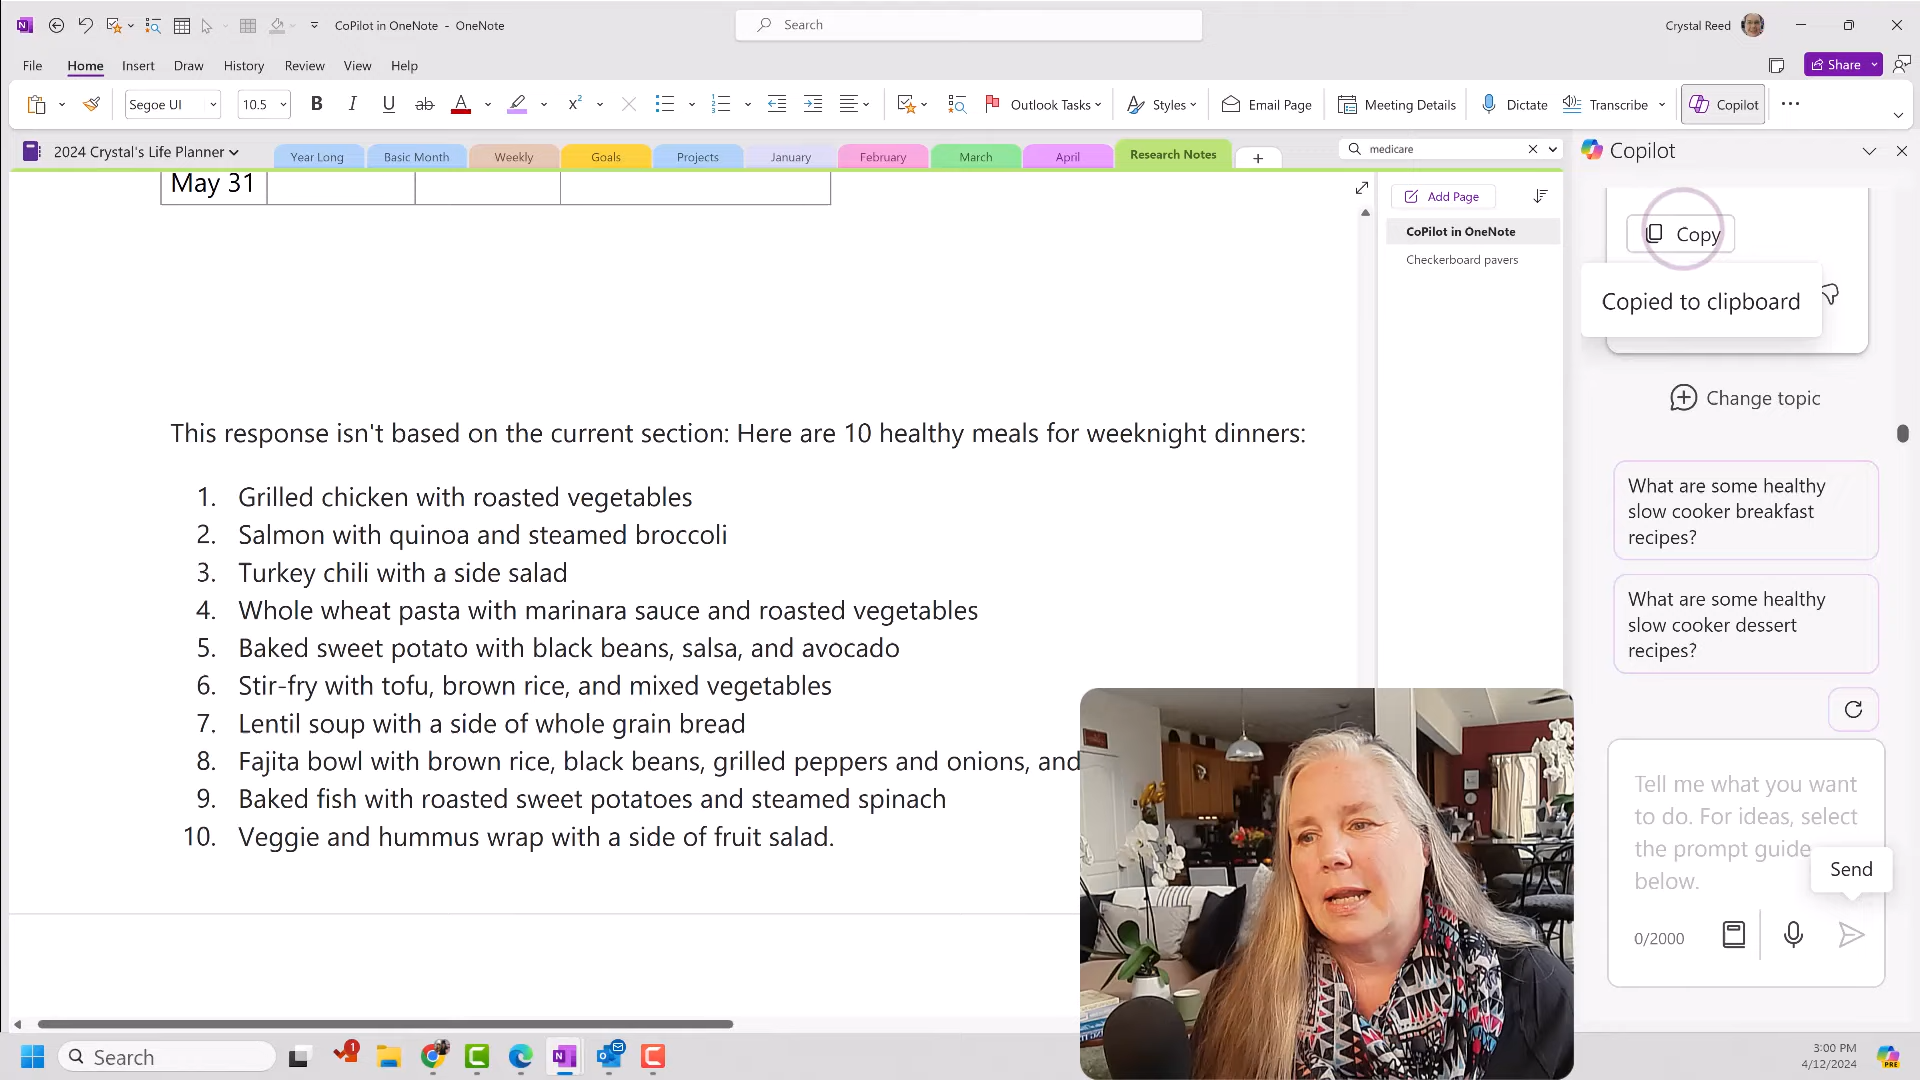 CoPilot in OneNote - OneNote
Search
Crystal Reed
File Home Insert Draw History Review View Help
Share
Segoe UI 10.5 B I U ab A x² Outlook Tasks Styles Email Page Meeting Details Dictate Transcribe Copilot
2024 Crystal's Life Planner
Year Long Basic Month Weekly Goals Projects January February March April Research Notes +
medicare
Copilot
May 31
Add Page
CoPilot in OneNote
Checkerboard pavers
Copy
Copied to clipboard
Change topic
This response isn't based on the current section: Here are 10 healthy meals for weeknight dinners:
1. Grilled chicken with roasted vegetables
2. Salmon with quinoa and steamed broccoli
3. Turkey chili with a side salad
4. Whole wheat pasta with marinara sauce and roasted vegetables
5. Baked sweet potato with black beans, salsa, and avocado
6. Stir-fry with tofu, brown rice, and mixed vegetables
7. Lentil soup with a side of whole grain bread
8. Fajita bowl with brown rice, black beans, grilled peppers and onions, and
9. Baked fish with roasted sweet potatoes and steamed spinach
10. Veggie and hummus wrap with a side of fruit salad.
What are some healthy
slow cooker breakfast
recipes?
What are some healthy
slow cooker dessert
recipes?
Tell me what you want
to do. For ideas, select
the prompt guide
below.
Send
0/2000
Search
1
3:00 PM
4/12/2024
PRE